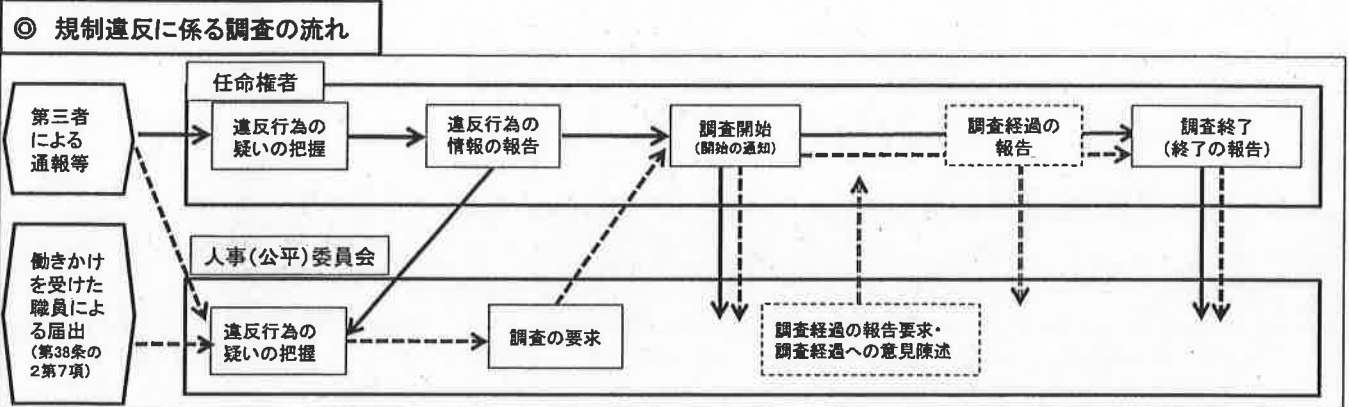 ◎ 規制違反に係る調査の流れ
任命権者
第三者
による
通報等
違反行為の
疑いの把握
違反行為の
情報の報告
調査開始
(開始の通知)
調査経過の
報告
調査終了
(終了の報告)
働きかけ
を受けた
職員によ
る届出
(第38条の
2第7項)
人事(公平)委員会
違反行為の
疑いの把握
調査の要求
調査経過の報告要求・
調査経過への意見陳述